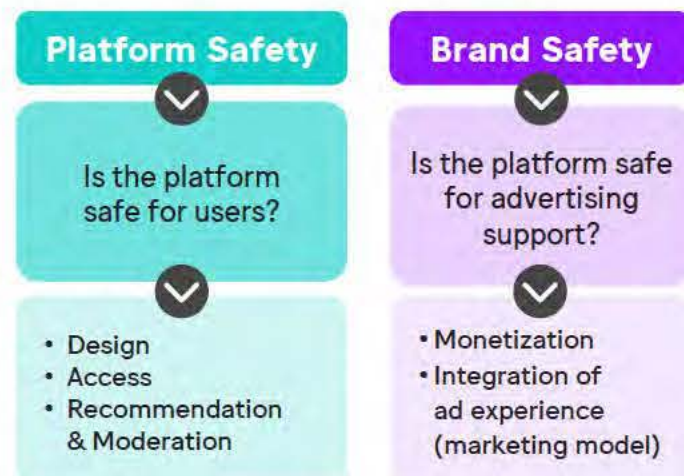 Platform Safety
Is the platform
safe for users?
• Design
• Access
• Recommendation
& Moderation
Brand Safety
Is the platform safe
for advertising
support?
• Monetization
• Integration of
ad experience
(marketing model)